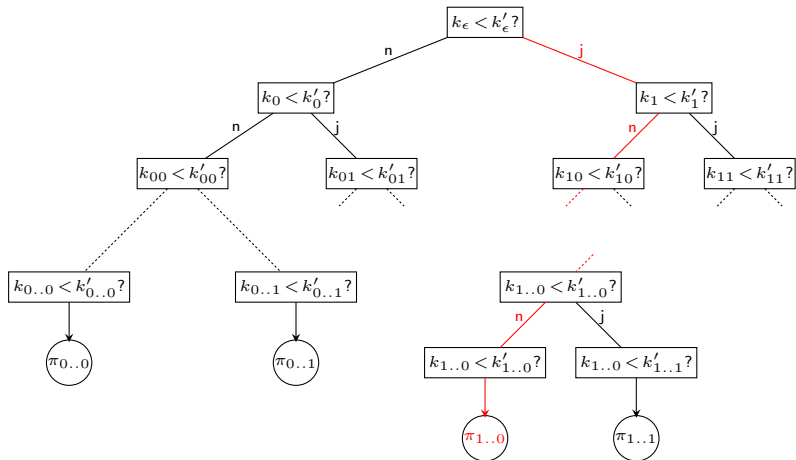 k_ϵ < k′_ϵ?
n j
k_0 < k′_0? k_1 < k′_1?
n j n j
k_00 < k′_00? k_01 < k′_01? k_10 < k′_10? k_11 < k′_11?
k_0..0 < k′_0..0? k_0..1 < k′_0..1? k_1..0 < k′_1..0?
n j
π_0..0 π_0..1 k_1..0 < k′_1..0? k_1..0 < k′_1..1?
π_1..0 π_1..1